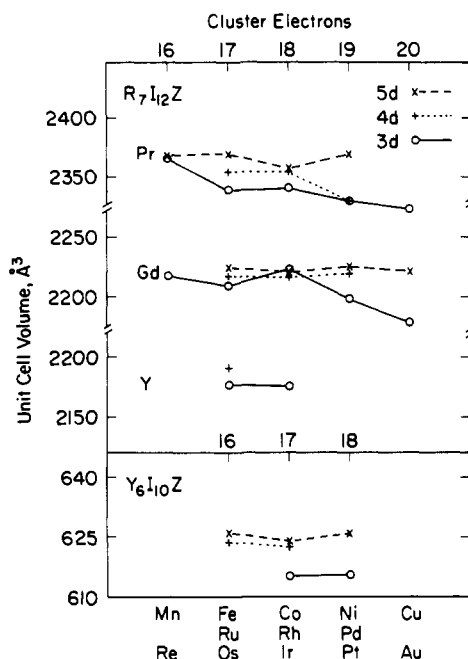 Cluster Electrons
16 17 18 19 20
R₇I₁₂Z
5d
4d
3d
2400
Pr
2350
2250
Gd
2200
2200
Y
2150
Unit Cell Volume, Å³
16 17 18
Y₆I₁₀Z
640
625
610
Mn Fe Co Ni Cu
Ru Rh Pd
Re Os Ir Pt Au